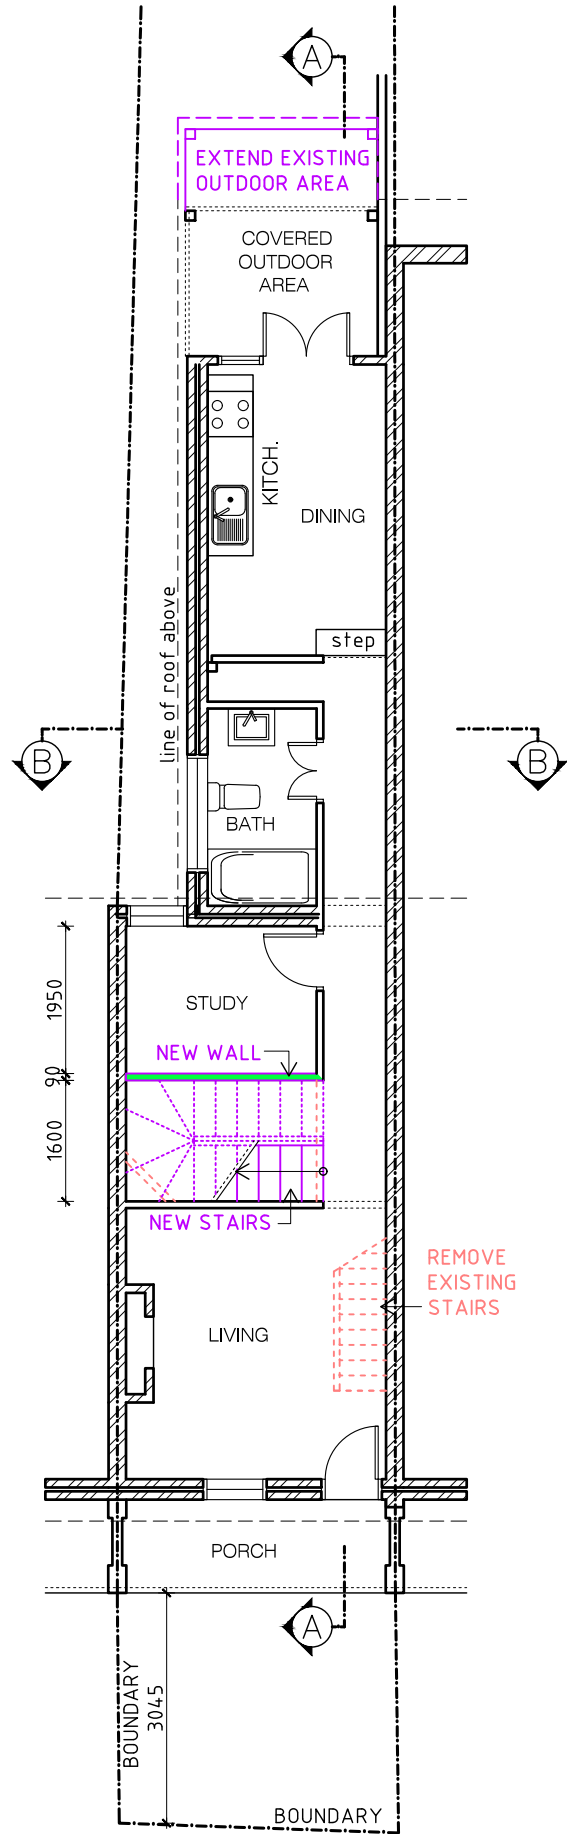 A
EXTEND EXISTING
OUTDOOR AREA
COVERED
OUTDOOR
AREA
KITCH.
DINING
step
line of roof above
B
B
BATH
1950
STUDY
NEW WALL
90
1600
NEW STAIRS
REMOVE
EXISTING
STAIRS
LIVING
PORCH
A
BOUNDARY
3045
BOUNDARY